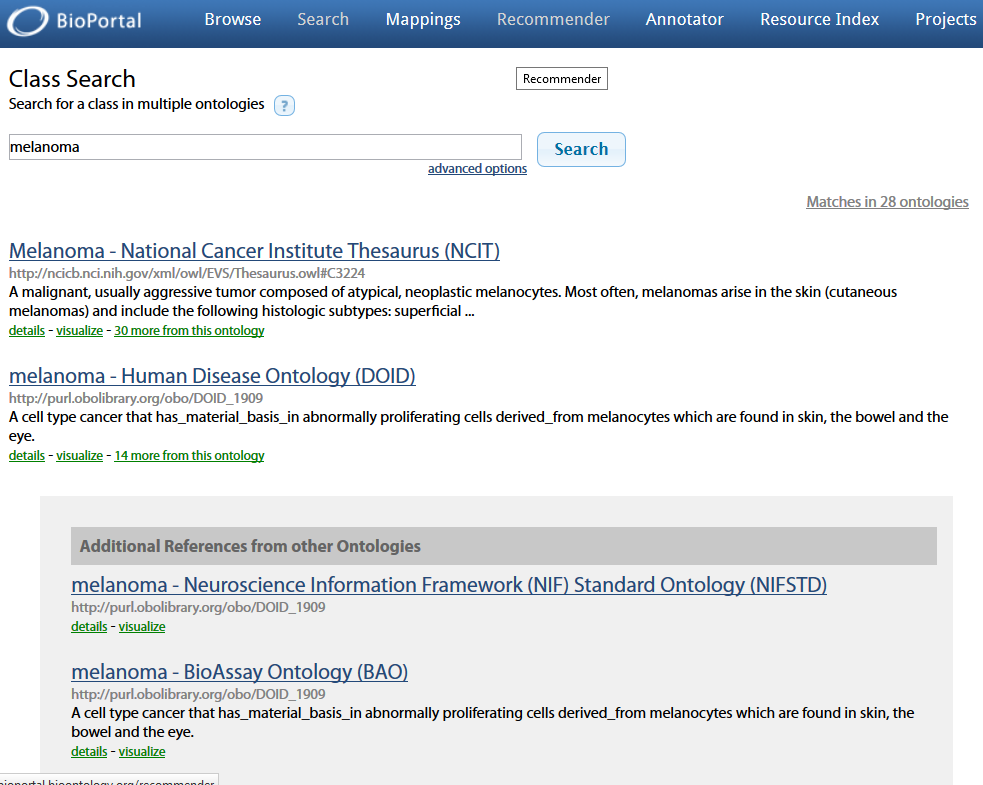 BioPortal Browse Search Mappings Recommender Annotator Resource Index Projects
Class Search
Recommender
Search for a class in multiple ontologies ?
melanoma
Search
advanced options
Matches in 28 ontologies
Melanoma - National Cancer Institute Thesaurus (NCIT)
http://ncicb.nci.nih.gov/xml/owl/EVS/Thesaurus.owl#C3224
A malignant, usually aggressive tumor composed of atypical, neoplastic melanocytes. Most often, melanomas arise in the skin (cutaneous
melanomas) and include the following histologic subtypes: superficial ...
details - visualize - 30 more from this ontology
melanoma - Human Disease Ontology (DOID)
http://purl.obolibrary.org/obo/DOID_1909
A cell type cancer that has_material_basis_in abnormally proliferating cells derived_from melanocytes which are found in skin, the bowel and the
eye.
details - visualize - 14 more from this ontology
Additional References from other Ontologies
melanoma - Neuroscience Information Framework (NIF) Standard Ontology (NIFSTD)
http://purl.obolibrary.org/obo/DOID_1909
details - visualize
melanoma - BioAssay Ontology (BAO)
http://purl.obolibrary.org/obo/DOID_1909
A cell type cancer that has_material_basis_in abnormally proliferating cells derived_from melanocytes which are found in skin, the
bowel and the eye.
details - visualize
bioportal.bioontology.org/recommender